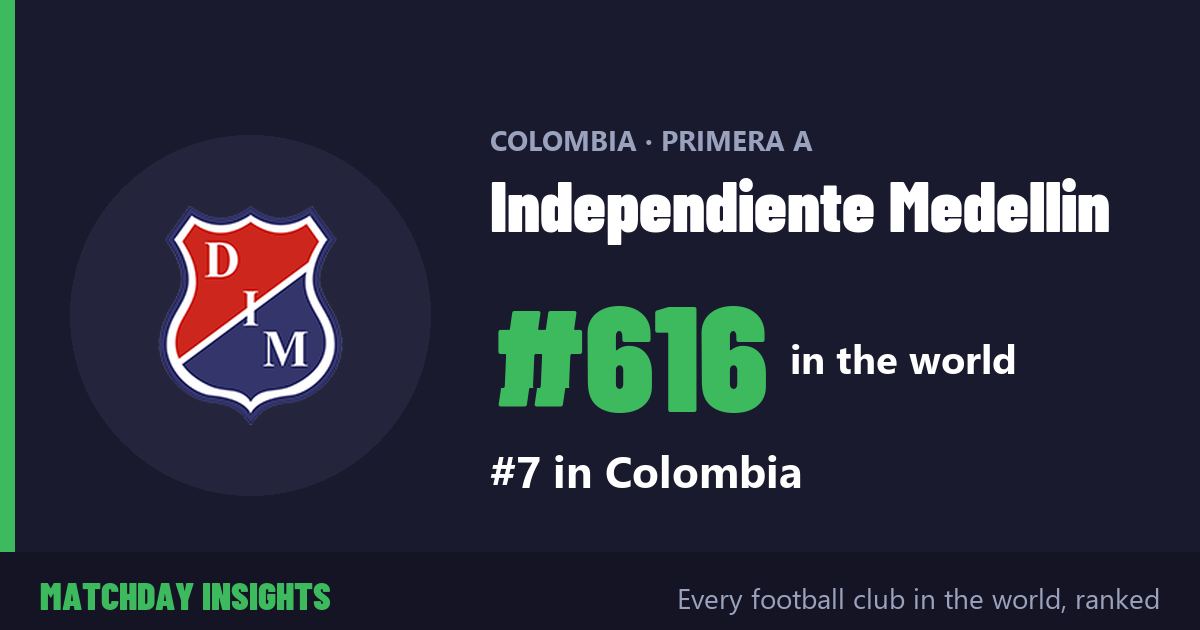 COLOMBIA · PRIMERA A
Independiente Medellin
D
I
M
#616 in the world
#7 in Colombia
MATCHDAY INSIGHTS
Every football club in the world, ranked